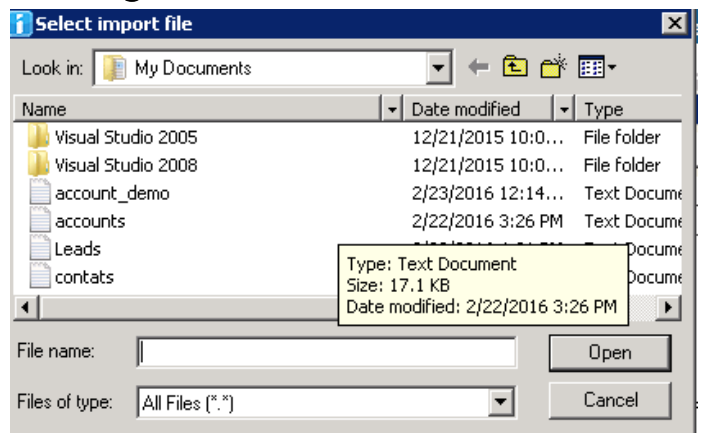 Select import file
Look in: My Documents
Name Date modified Type
Visual Studio 2005 12/21/2015 10:0... File folder
Visual Studio 2008 12/21/2015 10:0... File folder
account_demo 2/23/2016 12:14... Text Docume
accounts 2/22/2016 3:26 PM Text Docume
Leads Docume
contats Docume
Type: Text Document
Size: 17.1 KB
Date modified: 2/22/2016 3:26 PM
File name: Open
Files of type: All Files (*.*) Cancel